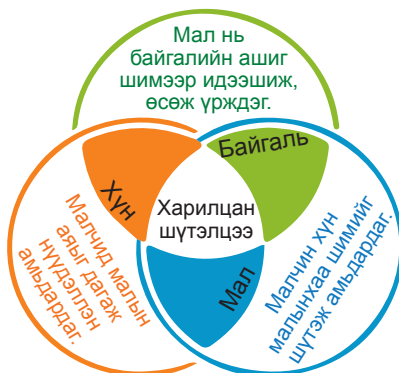 Мал нь
байгалийн ашиг
шимээр идээшиж,
өсөж үрждэг.
Хүн
Байгаль
Харилцан
шүтэлцээ
Мал
Малчид малын
аяыг дагаж
нүүдэллэн
амьдардаг.
Малчин хүн
малынхаа шимийг
шүтэж амьдардаг.